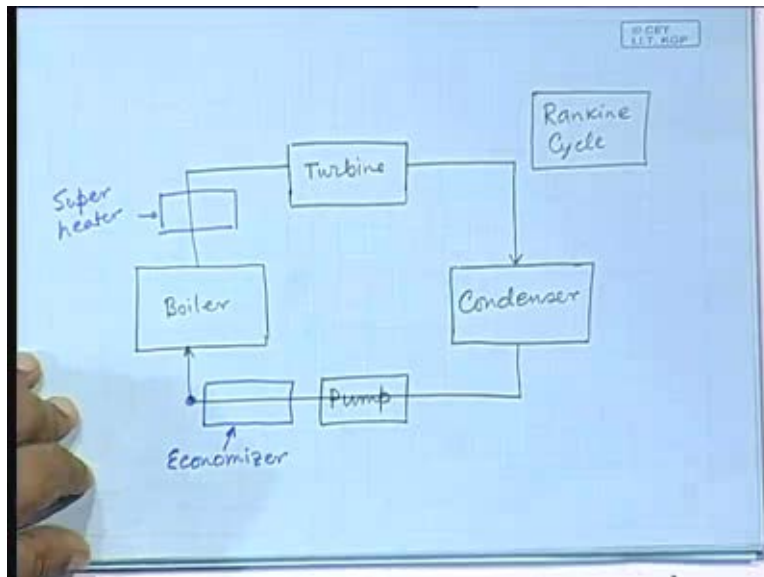 © CET
I.I.T. KGP
Rankine
Cycle
Turbine
Super
heater
Boiler
Condenser
Pump
Economizer